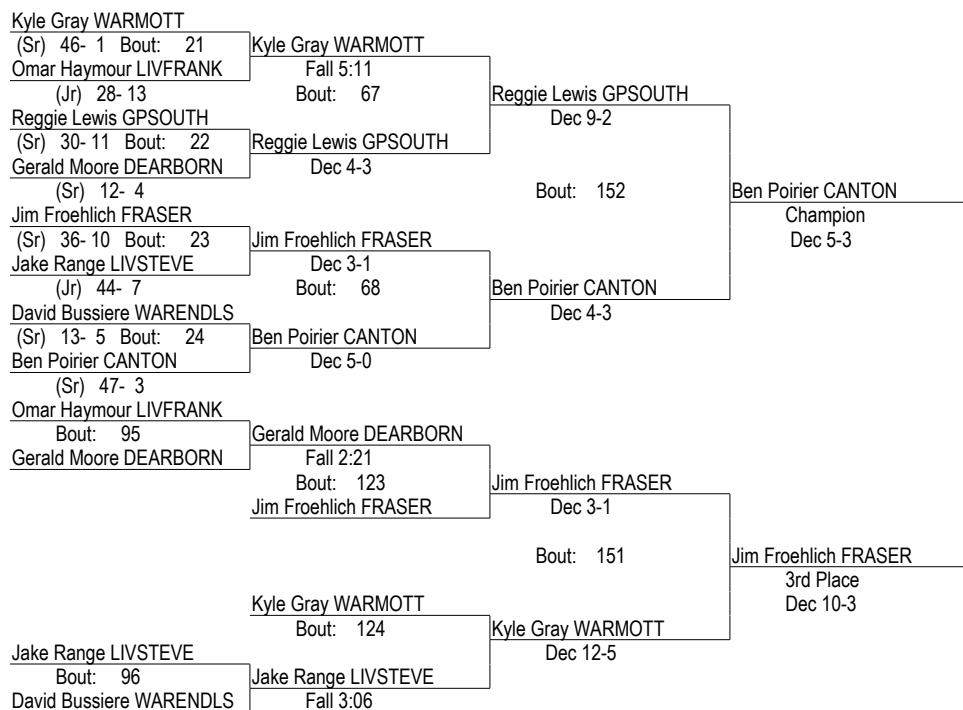 Kyle Gray WARMOTT
(Sr) 46- 1 Bout: 21
Kyle Gray WARMOTT
Omar Haymour LIVFRANK
Fall 5:11
(Jr) 28- 13
Bout: 67
Reggie Lewis GPSOUTH
Reggie Lewis GPSOUTH
Dec 9-2
(Sr) 30- 11 Bout: 22
Reggie Lewis GPSOUTH
Gerald Moore DEARBORN
Dec 4-3
(Sr) 12- 4
Bout: 152
Ben Poirier CANTON
Jim Froehlich FRASER
Champion
(Sr) 36- 10 Bout: 23
Jim Froehlich FRASER
Dec 5-3
Jake Range LIVSTEVE
Dec 3-1
(Jr) 44- 7
Bout: 68
Ben Poirier CANTON
David Bussiere WARENDLS
Dec 4-3
(Sr) 13- 5 Bout: 24
Ben Poirier CANTON
Ben Poirier CANTON
Dec 5-0
(Sr) 47- 3
Omar Haymour LIVFRANK
Bout: 95
Gerald Moore DEARBORN
Gerald Moore DEARBORN
Fall 2:21
Bout: 123
Jim Froehlich FRASER
Jim Froehlich FRASER
Dec 3-1
Bout: 151
Jim Froehlich FRASER
3rd Place
Dec 10-3
Kyle Gray WARMOTT
Bout: 124
Kyle Gray WARMOTT
Dec 12-5
Jake Range LIVSTEVE
Bout: 96
Jake Range LIVSTEVE
David Bussiere WARENDLS
Fall 3:06